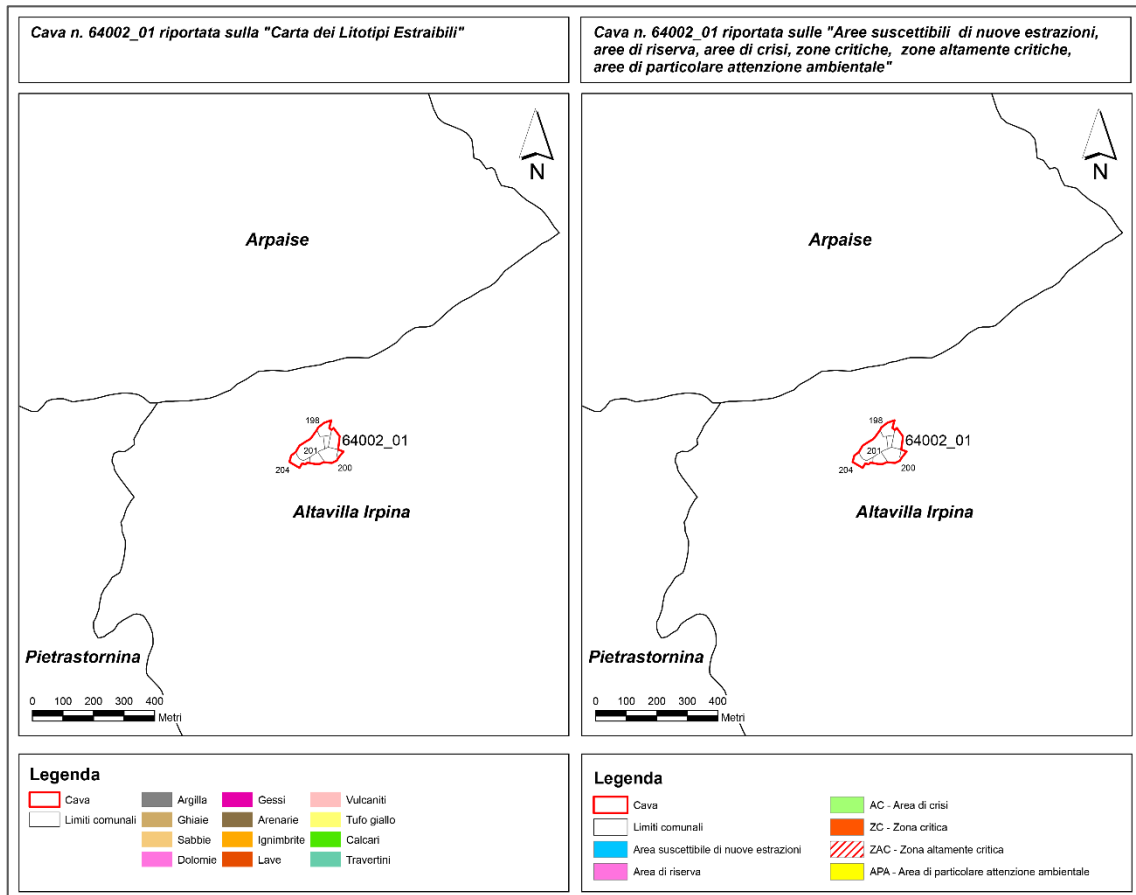 Cava n. 64002_01 riportata sulla "Carta dei Litotipi Estraibili"
N
Arpaise
198
64002_01
201
204
200
Altavilla Irpina
Pietrastornina
0 100 200 300 400
Metri
Legenda
Cava
Limiti comunali
Argilla
Ghiaie
Sabbie
Dolomie
Gessi
Arenarie
Ignimbrite
Lave
Vulcaniti
Tufo giallo
Calcari
Travertini
Cava n. 64002_01 riportata sulle "Aree suscettibili di nuove estrazioni,
aree di riserva, aree di crisi, zone critiche, zone altamente critiche,
aree di particolare attenzione ambientale"
N
Arpaise
198
64002_01
201
204
200
Altavilla Irpina
Pietrastornina
0 100 200 300 400
Metri
Legenda
Cava
Limiti comunali
Area suscettibile di nuove estrazioni
Area di riserva
AC - Area di crisi
ZC - Zona critica
ZAC - Zona altamente critica
APA - Area di particolare attenzione ambientale